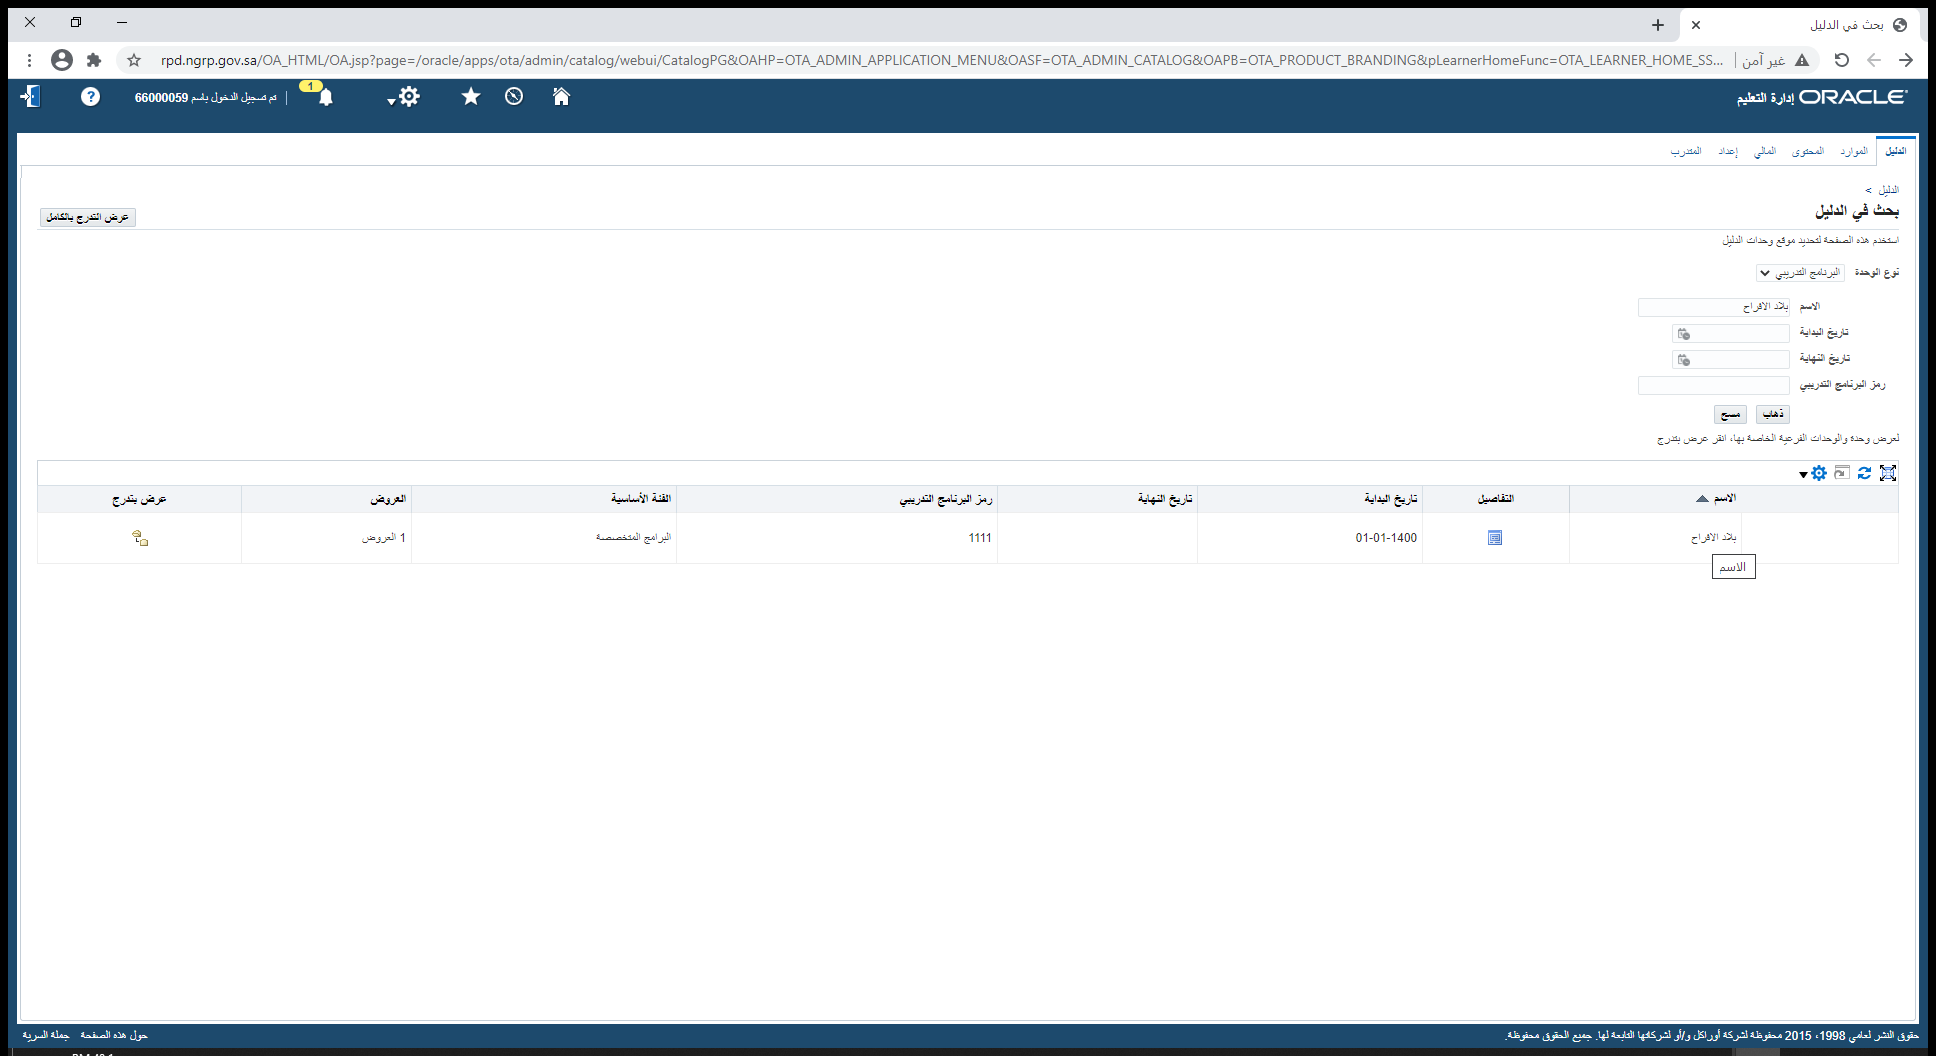 بحث في الدليل
غير آمن rpd.ngrp.gov.sa/OA_HTML/OA.jsp?page=/oracle/apps/ota/admin/catalog/webui/CatalogPG&OAHP=OTA_ADMIN_APPLICATION_MENU&OASF=OTA_ADMIN_CATALOG&OAPB=OTA_PRODUCT_BRANDING&pLearnerHomeFunc=OTA_LEARNER_HOME_SS...
ORACLE إدارة التعليم
1
تم تسجيل الدخول باسم 66000059
الدليل الموارد المحتوى المالي إعداد المتدرب
الدليل >
بحث في الدليل
عرض التدرج بالكامل
استخدم هذه الصفحة لتحديد موقع وحدات الدليل
نوع الوحدة البرنامج التدريبي
الاسم بلاد الافراح
تاريخ البداية
تاريخ النهاية
رمز البرنامج التدريبي
ذهاب مسح
لعرض وحدة والوحدات الفرعية الخاصة بها، انقر عرض بتدرج
الاسم التفاصيل تاريخ البداية تاريخ النهاية رمز البرنامج التدريبي الفئة الأساسية العروض عرض بتدرج
بلاد الافراح 01-01-1400 1111 البرامج المتخصصة 1 العروض
الاسم
حقوق النشر لعامي 1998، 2015 محفوظة لشركة أوراكل و/أو لشركاتها التابعة لها. جميع الحقوق محفوظة.
حول هذه الصفحة جملة السرية